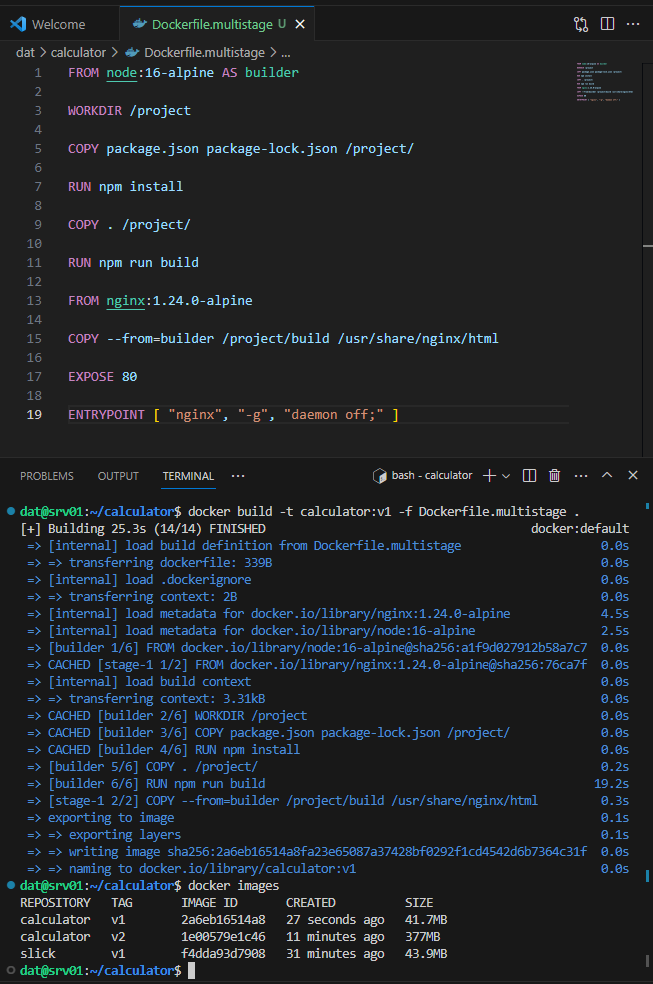 Welcome
Dockerfile.multistage U
dat > calculator > Dockerfile.multistage > ...
1 FROM node:16-alpine AS builder
2
3 WORKDIR /project
4
5 COPY package.json package-lock.json /project/
6
7 RUN npm install
8
9 COPY . /project/
10
11 RUN npm run build
12
13 FROM nginx:1.24.0-alpine
14
15 COPY --from=builder /project/build /usr/share/nginx/html
16
17 EXPOSE 80
18
19 ENTRYPOINT [ "nginx", "-g", "daemon off;" ]
PROBLEMS OUTPUT TERMINAL ... bash - calculator
dat@srv01:~/calculator$ docker build -t calculator:v1 -f Dockerfile.multistage .
[+] Building 25.3s (14/14) FINISHED docker:default
=> [internal] load build definition from Dockerfile.multistage 0.0s
=> => transferring dockerfile: 339B 0.0s
=> [internal] load .dockerignore 0.0s
=> => transferring context: 2B 0.0s
=> [internal] load metadata for docker.io/library/nginx:1.24.0-alpine 4.5s
=> [internal] load metadata for docker.io/library/node:16-alpine 2.5s
=> [builder 1/6] FROM docker.io/library/node:16-alpine@sha256:a1f9d027912b58a7c7 0.0s
=> CACHED [stage-1 1/2] FROM docker.io/library/nginx:1.24.0-alpine@sha256:76ca7f 0.0s
=> [internal] load build context 0.0s
=> => transferring context: 3.31kB 0.0s
=> CACHED [builder 2/6] WORKDIR /project 0.0s
=> CACHED [builder 3/6] COPY package.json package-lock.json /project/ 0.0s
=> CACHED [builder 4/6] RUN npm install 0.0s
=> [builder 5/6] COPY . /project/ 0.2s
=> [builder 6/6] RUN npm run build 19.2s
=> [stage-1 2/2] COPY --from=builder /project/build /usr/share/nginx/html 0.3s
=> exporting to image 0.1s
=> => exporting layers 0.1s
=> => writing image sha256:2a6eb16514a8fa23e65087a37428bf0292f1cd4542d6b7364c31f 0.0s
=> => naming to docker.io/library/calculator:v1 0.0s
dat@srv01:~/calculator$ docker images
REPOSITORY TAG IMAGE ID CREATED SIZE
calculator v1 2a6eb16514a8 27 seconds ago 41.7MB
calculator v2 1e00579e1c46 11 minutes ago 377MB
slick v1 f4dda93d7908 31 minutes ago 43.9MB
dat@srv01:~/calculator$